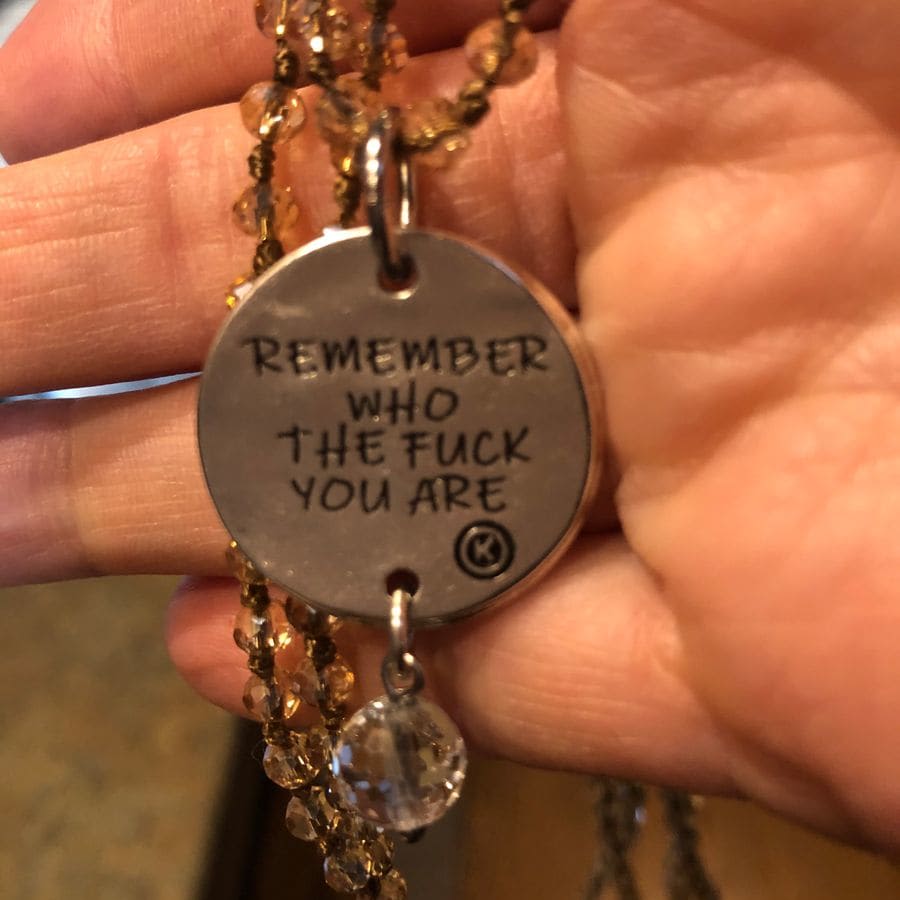 REMEMBER
WHO
THE FUCK
YOU ARE
K